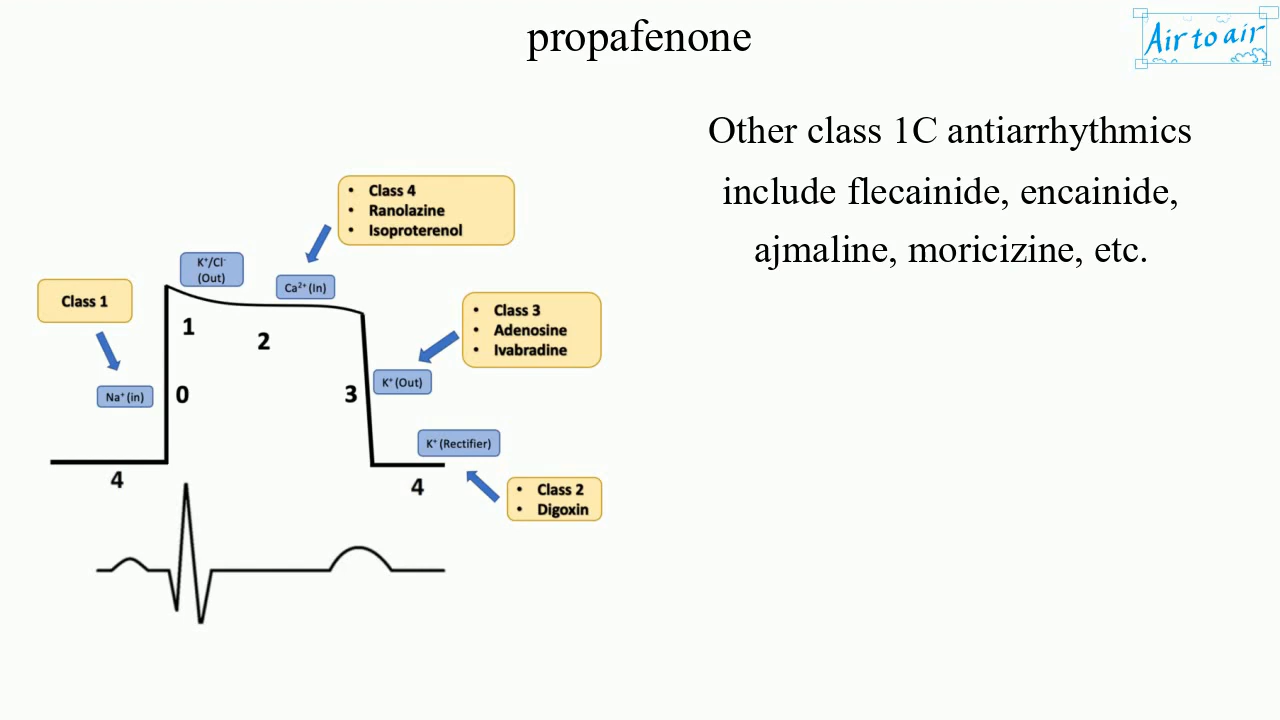 propafenone
Air to air
Other class 1C antiarrhythmics
include flecainide, encainide,
ajmaline, moricizine, etc.
• Class 4
• Ranolazine
• Isoproterenol
K⁺/Cl⁻
(Out)
Ca²⁺ (In)
Class 1
1
2
• Class 3
• Adenosine
• Ivabradine
K⁺ (Out)
Na⁺ (in)
0
3
K⁺ (Rectifier)
4
4
• Class 2
• Digoxin